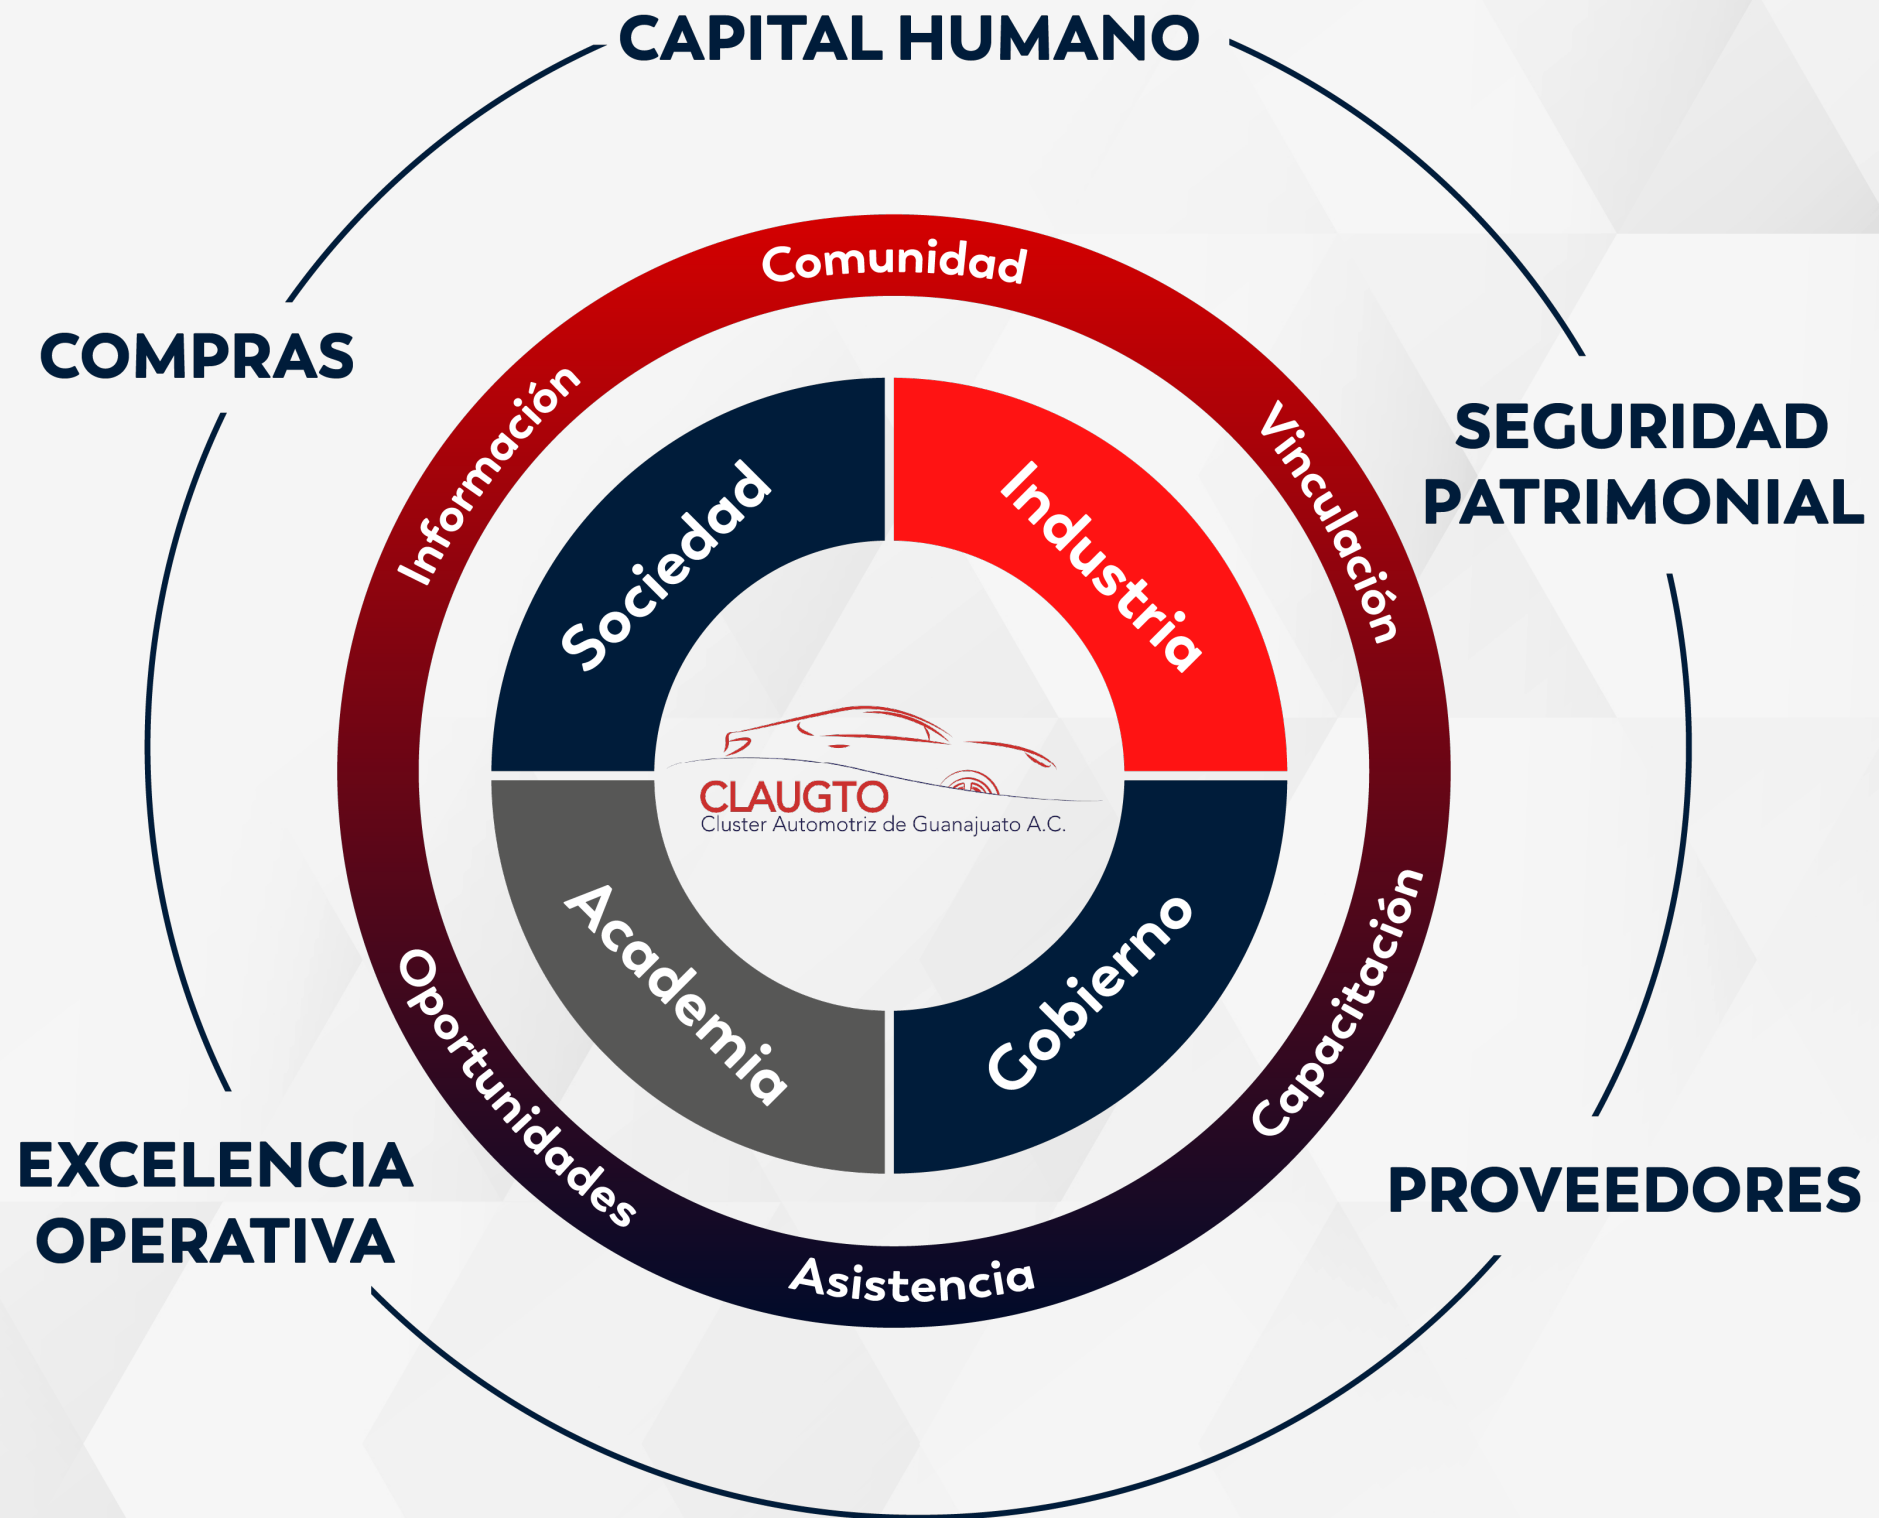 CAPITAL HUMANO
COMPRAS
SEGURIDAD
PATRIMONIAL
PROVEEDORES
EXCELENCIA
OPERATIVA
Comunidad
Vinculación
Capacitación
Asistencia
Oportunidades
Información
Sociedad
Industria
Gobierno
Academia
CLAUGTO
Cluster Automotriz de Guanajuato A.C.